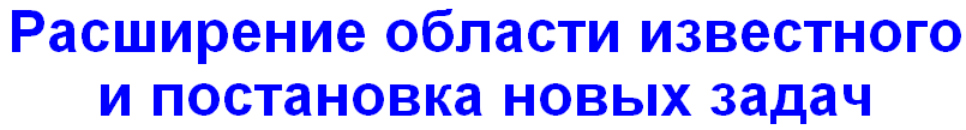 Расширение области известного
и постановка новых задач